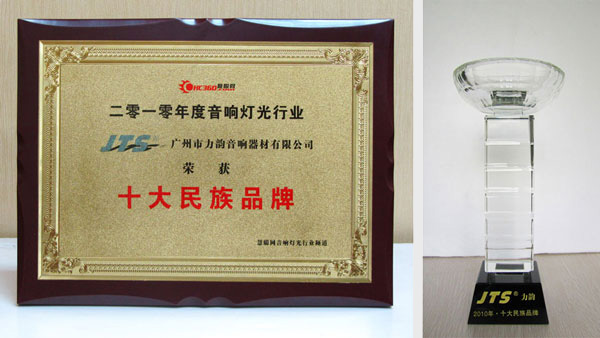 HC360慧聪网
二零一零年度音响灯光行业
JTS® 广州市力韵音响器材有限公司
荣 获
十大民族品牌
慧聪网音响灯光行业频道
JTS® 力韵
2010年·十大民族品牌